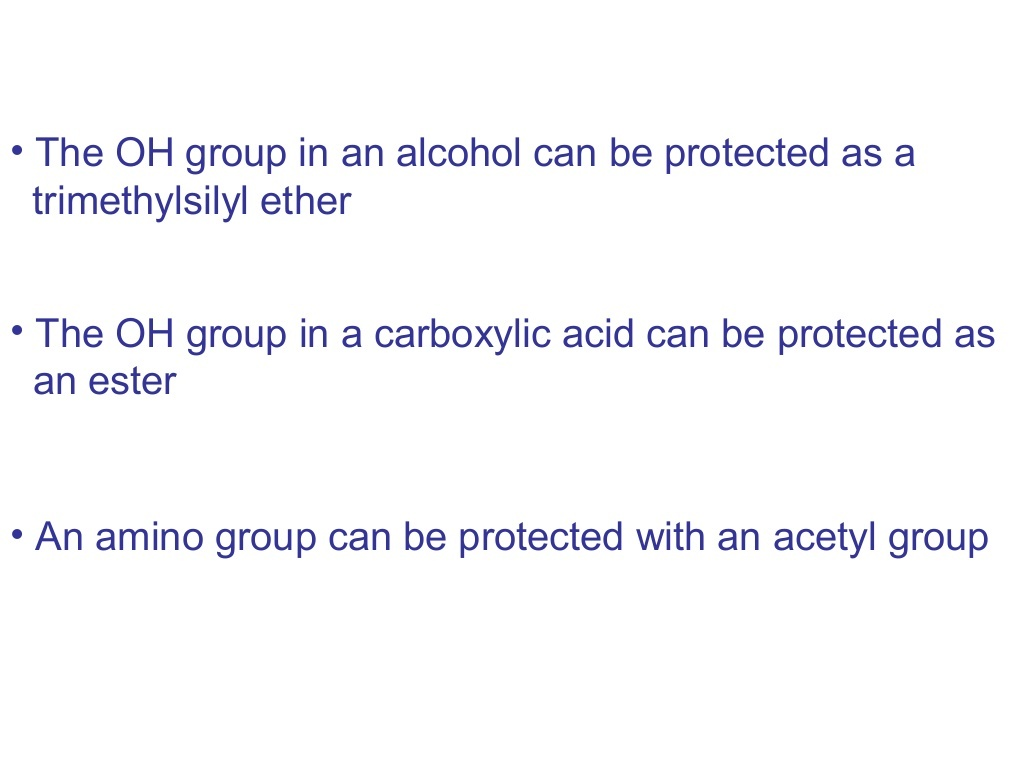 • The OH group in an alcohol can be protected as a
trimethylsilyl ether
• The OH group in a carboxylic acid can be protected as
an ester
• An amino group can be protected with an acetyl group